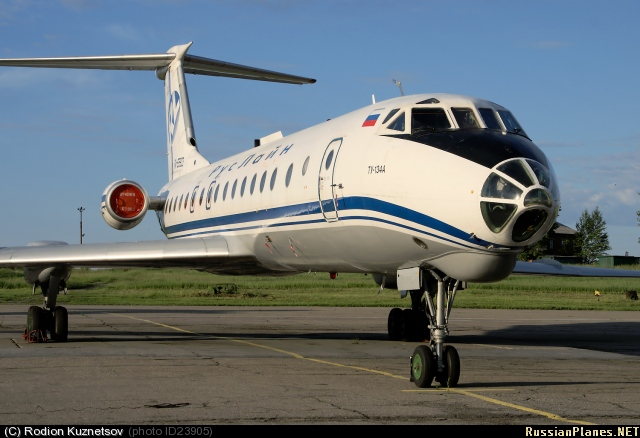 РусЛайн
ТУ-134А
(C) Rodion Kuznetsov (photo ID23905)
RussianPlanes.NET